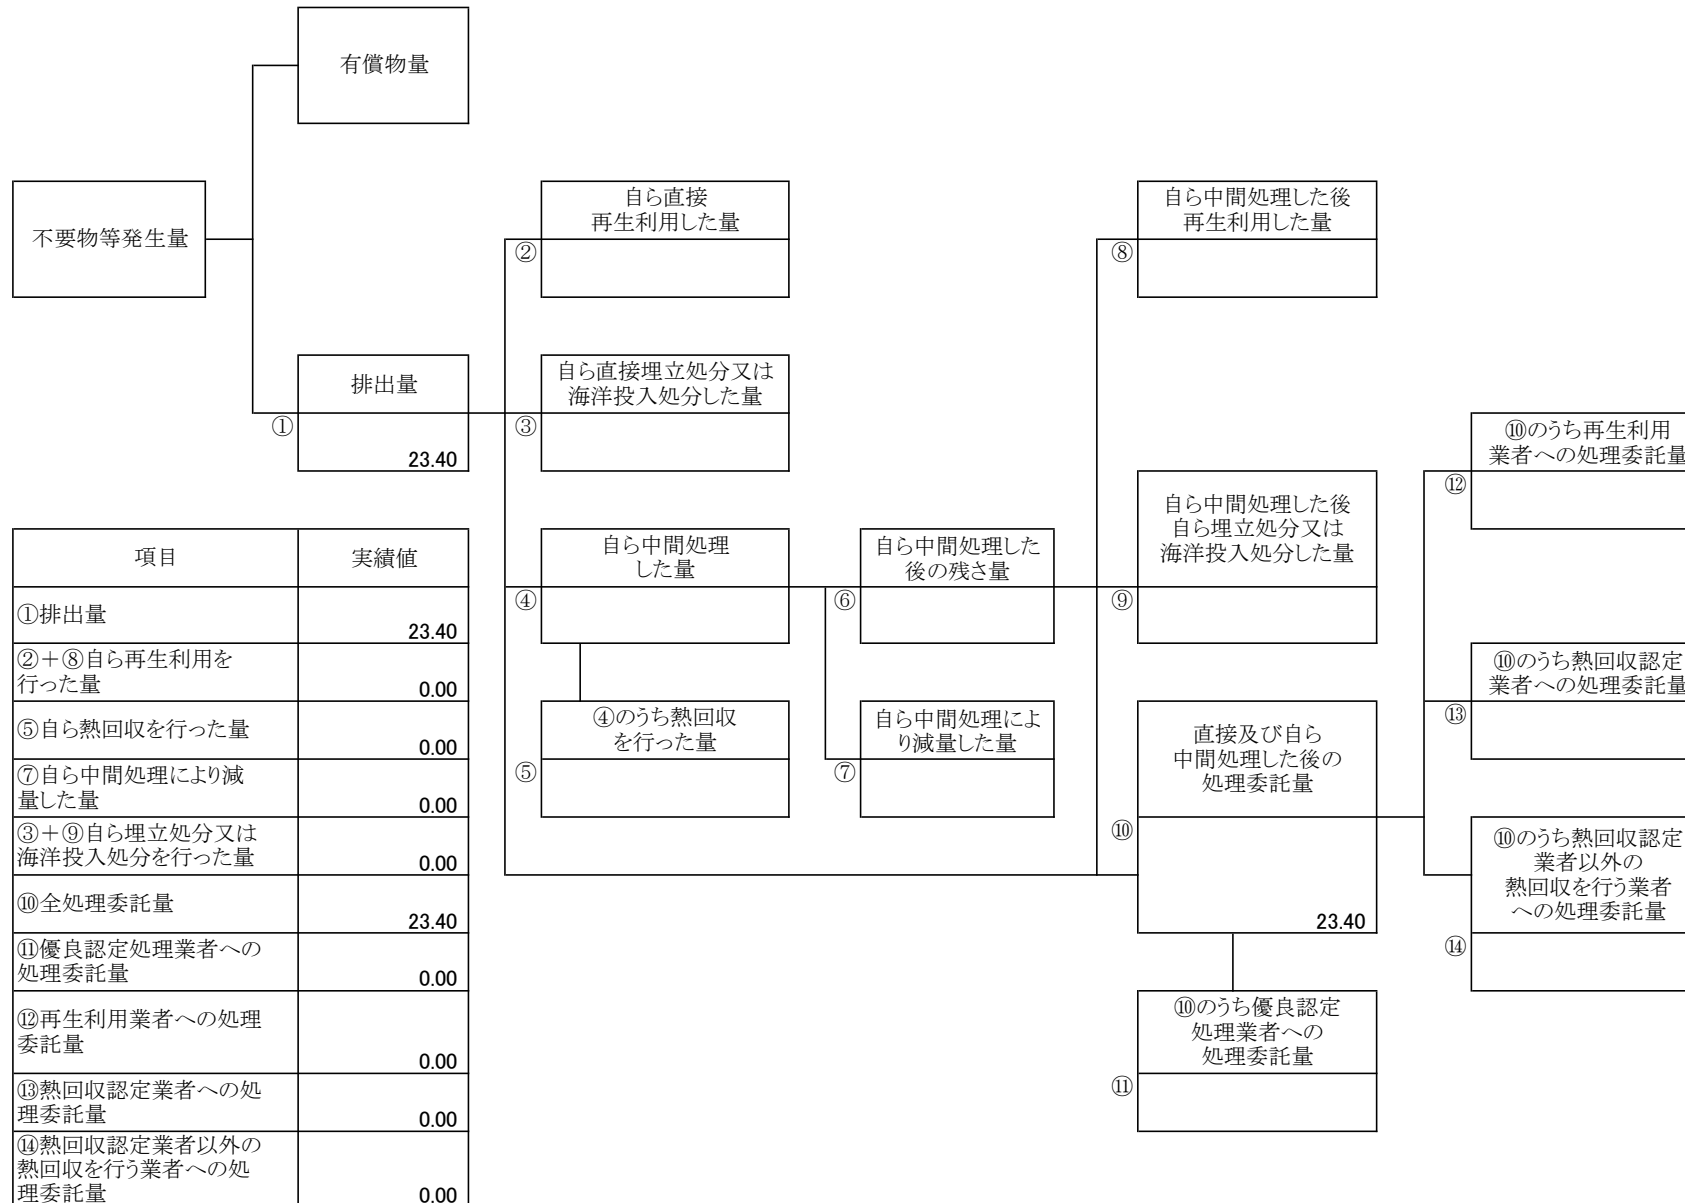 有償物量
不要物等発生量
排出量
①
23.40
自ら直接
再生利用した量
②
自ら直接埋立処分又は
海洋投入処分した量
③
自ら中間処理
した量
④
④のうち熱回収
を行った量
⑤
自ら中間処理した
後の残さ量
⑥
自ら中間処理によ
り減量した量
⑦
自ら中間処理した後
再生利用した量
⑧
自ら中間処理した後
自ら埋立処分又は
海洋投入処分した量
⑨
直接及び自ら
中間処理した後の
処理委託量
⑩
23.40
⑩のうち優良認定
処理業者への
処理委託量
⑪
⑩のうち再生利用
業者への処理委託量
⑫
⑩のうち熱回収認定
業者への処理委託量
⑬
⑩のうち熱回収認定
業者以外の
熱回収を行う業者
への処理委託量
⑭
項目 実績値
①排出量
23.40
②+⑧自ら再生利用を
行った量
0.00
⑤自ら熱回収を行った量
0.00
⑦自ら中間処理により減
量した量
0.00
③+⑨自ら埋立処分又は
海洋投入処分を行った量
0.00
⑩全処理委託量
23.40
⑪優良認定処理業者への
処理委託量
0.00
⑫再生利用業者への処理
委託量
0.00
⑬熱回収認定業者への処
理委託量
0.00
⑭熱回収認定業者以外の
熱回収を行う業者への処
理委託量
0.00